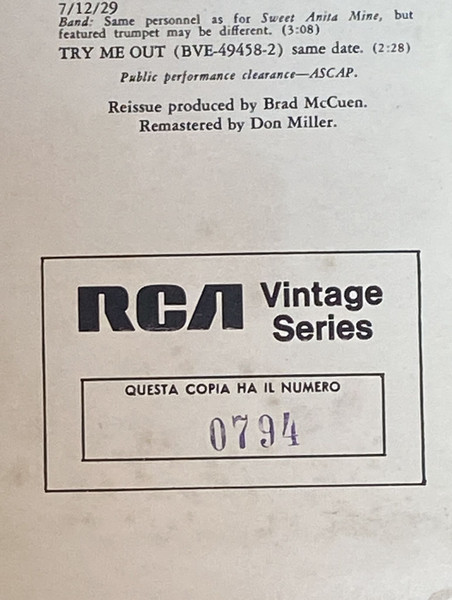 7/12/29
Band: Same personnel as for Sweet Anita Mine, but
featured trumpet may be different. (3:08)
TRY ME OUT (BVE-49458-2) same date. (2:28)
Public performance clearance—ASCAP.
Reissue produced by Brad McCuen.
Remastered by Don Miller.
RCA Vintage
Series
QUESTA COPIA HA IL NUMERO
0794